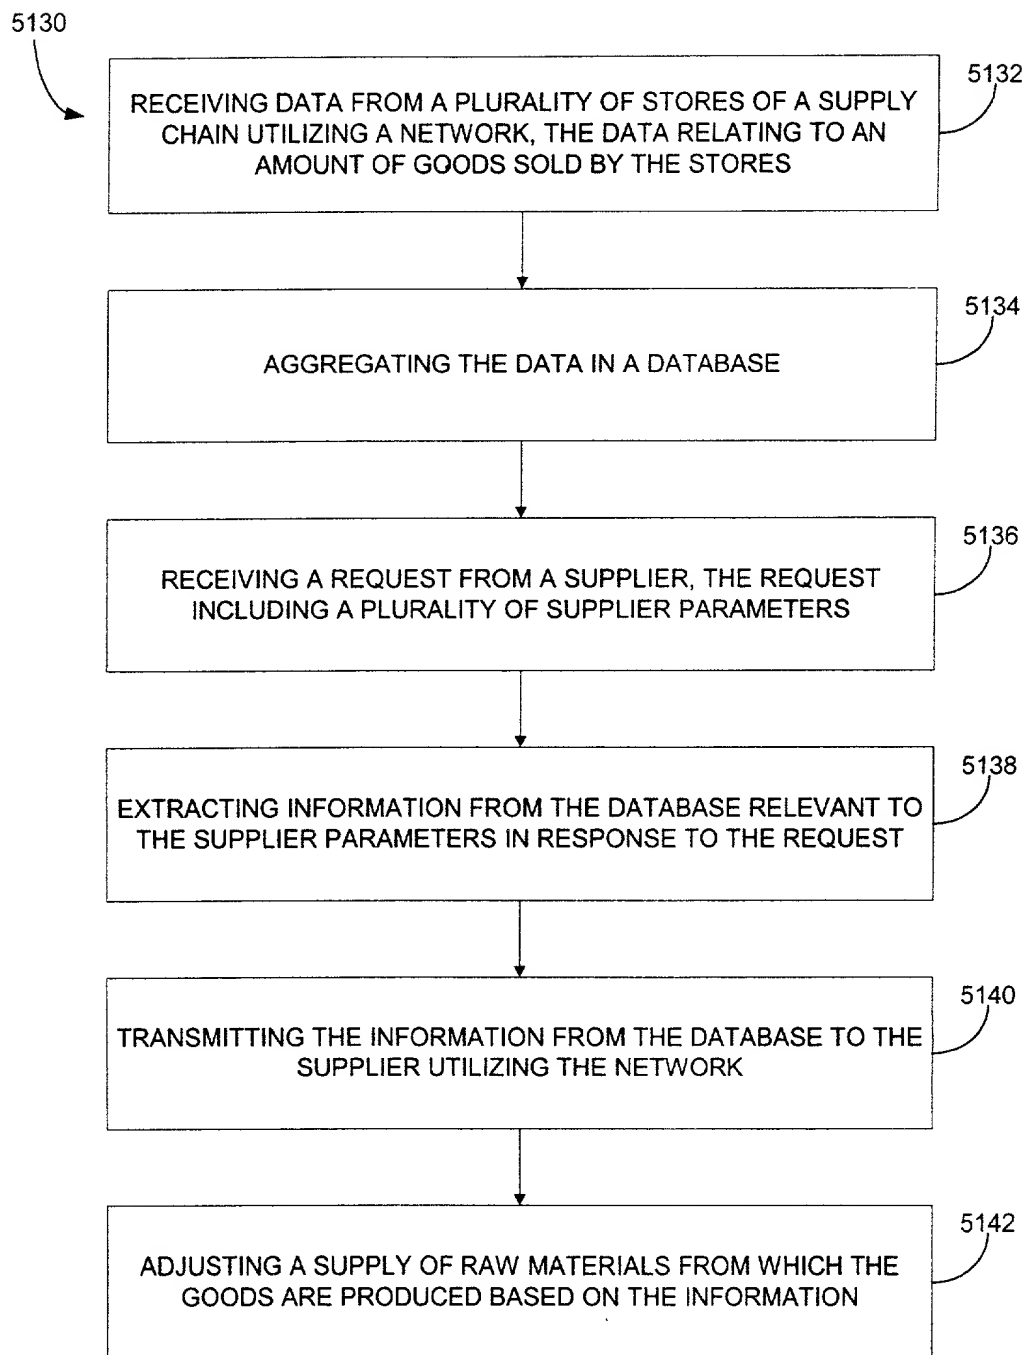 5130
5132
RECEIVING DATA FROM A PLURALITY OF STORES OF A SUPPLY
CHAIN UTILIZING A NETWORK, THE DATA RELATING TO AN
AMOUNT OF GOODS SOLD BY THE STORES
5134
AGGREGATING THE DATA IN A DATABASE
5136
RECEIVING A REQUEST FROM A SUPPLIER, THE REQUEST
INCLUDING A PLURALITY OF SUPPLIER PARAMETERS
5138
EXTRACTING INFORMATION FROM THE DATABASE RELEVANT TO
THE SUPPLIER PARAMETERS IN RESPONSE TO THE REQUEST
5140
TRANSMITTING THE INFORMATION FROM THE DATABASE TO THE
SUPPLIER UTILIZING THE NETWORK
5142
ADJUSTING A SUPPLY OF RAW MATERIALS FROM WHICH THE
GOODS ARE PRODUCED BASED ON THE INFORMATION